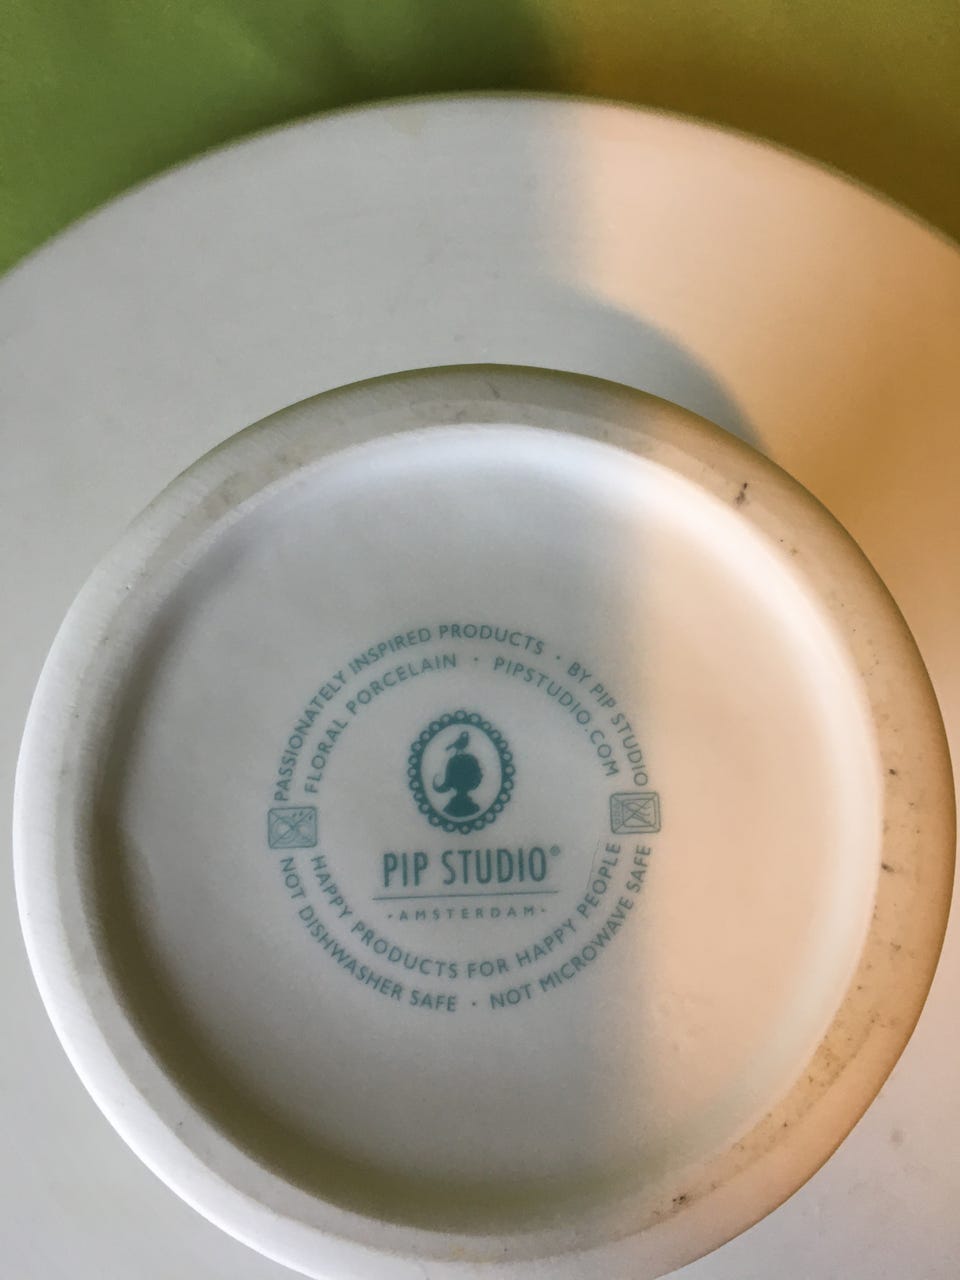 PASSIONATELY INSPIRED PRODUCTS · BY PIP STUDIO
FLORAL PORCELAIN · PIPSTUDIO.COM
PIP STUDIO®
·AMSTERDAM·
HAPPY PRODUCTS FOR HAPPY PEOPLE
NOT DISHWASHER SAFE · NOT MICROWAVE SAFE